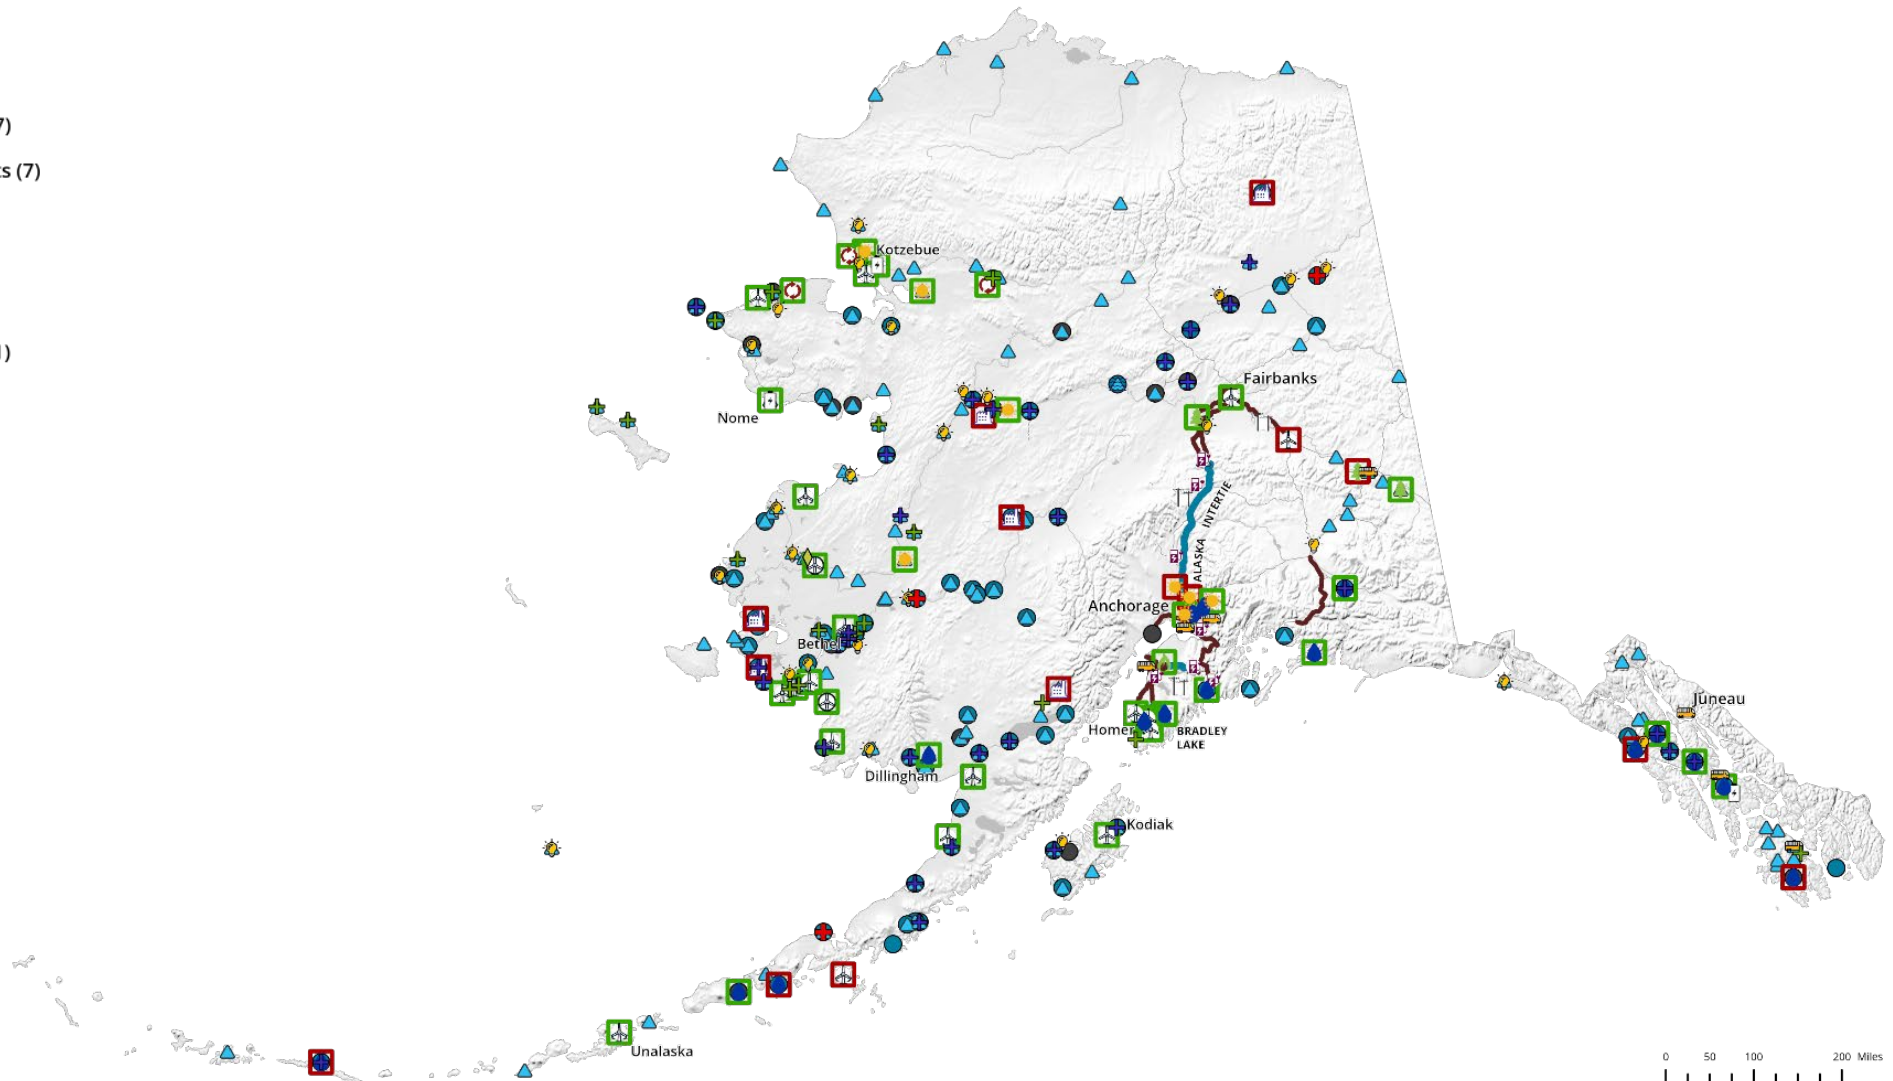 7)
s (7)
)
Kotzebue
Fairbanks
Nome
ALASKA INTERTIE
Anchorage
Bethel
Juneau
Homer
BRADLEY
LAKE
Dillingham
Kodiak
Unalaska
0 50 100 200 Miles